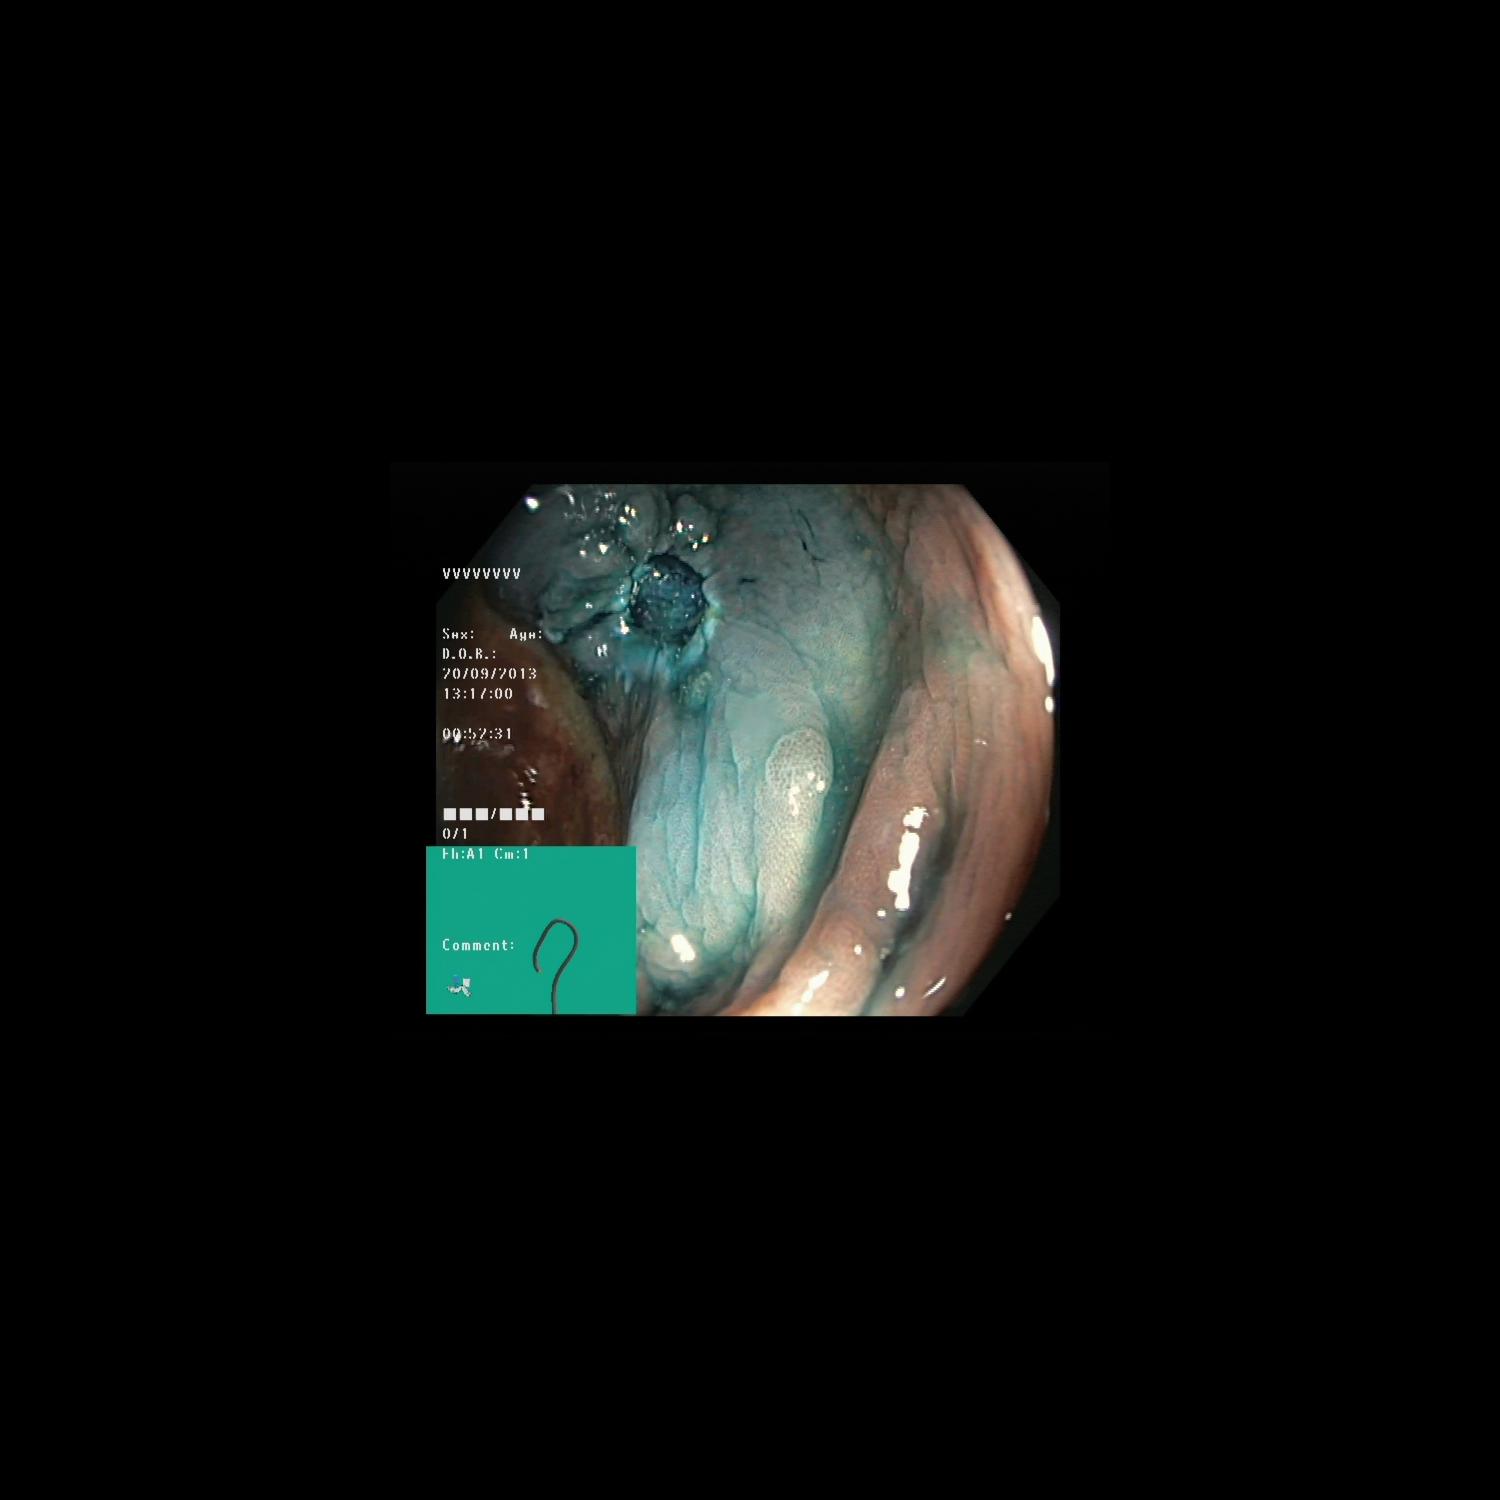 VVVVVVVV
Sex: Age:
D.O.B.:
20/09/2013
13:17:00
00:52:31
■■■/■■■
0/1
Eh:A1 Cm:1
Comment: